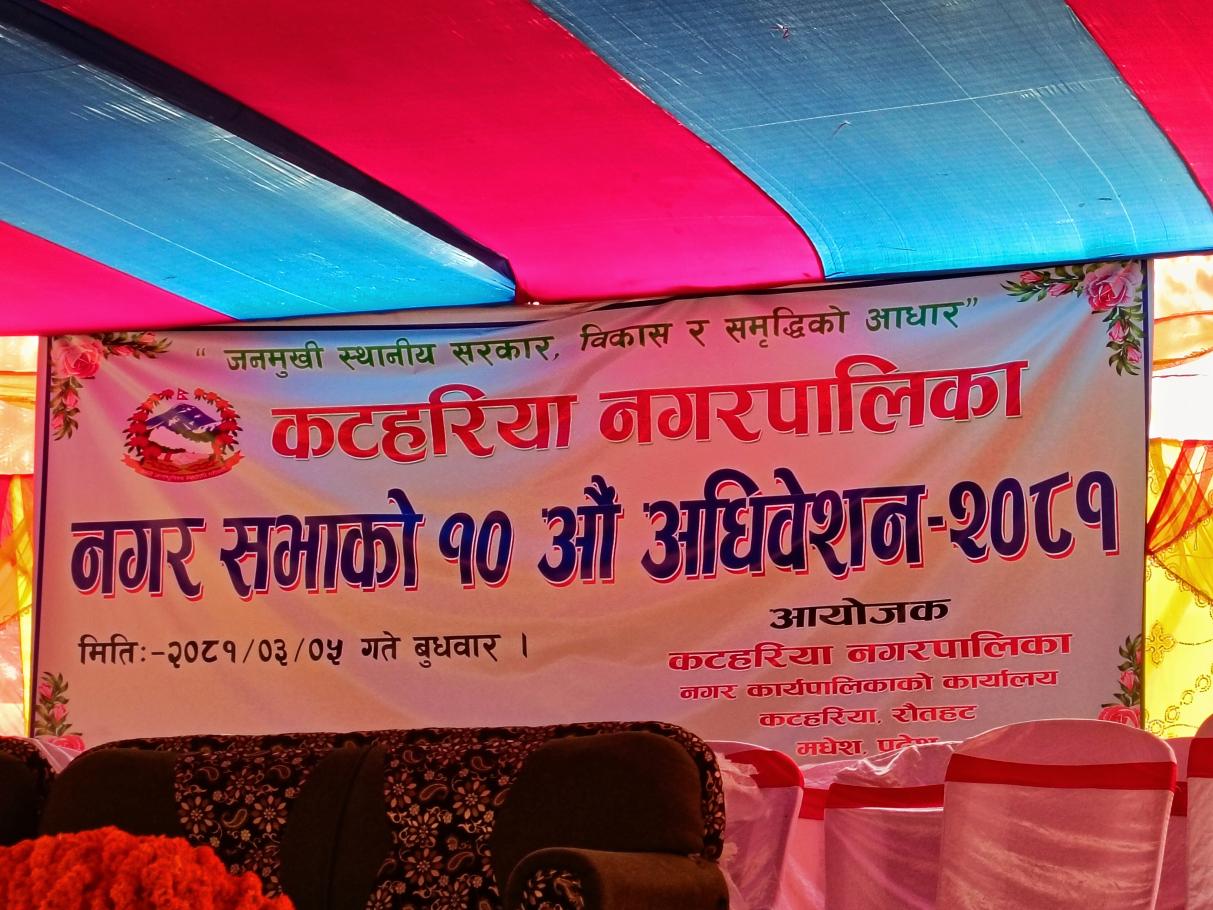 “ जनमुखी स्थानीय सरकार, विकास र समृद्धिको आधार”
कटहरिया नगरपालिका
नगर सभाको १० औं अधिवेशन-२०८१
मितिः-२०८१/०३/०५ गते बुधवार ।
आयोजक
कटहरिया नगरपालिका
नगर कार्यपालिकाको कार्यालय
कटहरिया, रौतहट
मधेश, प्रदेश